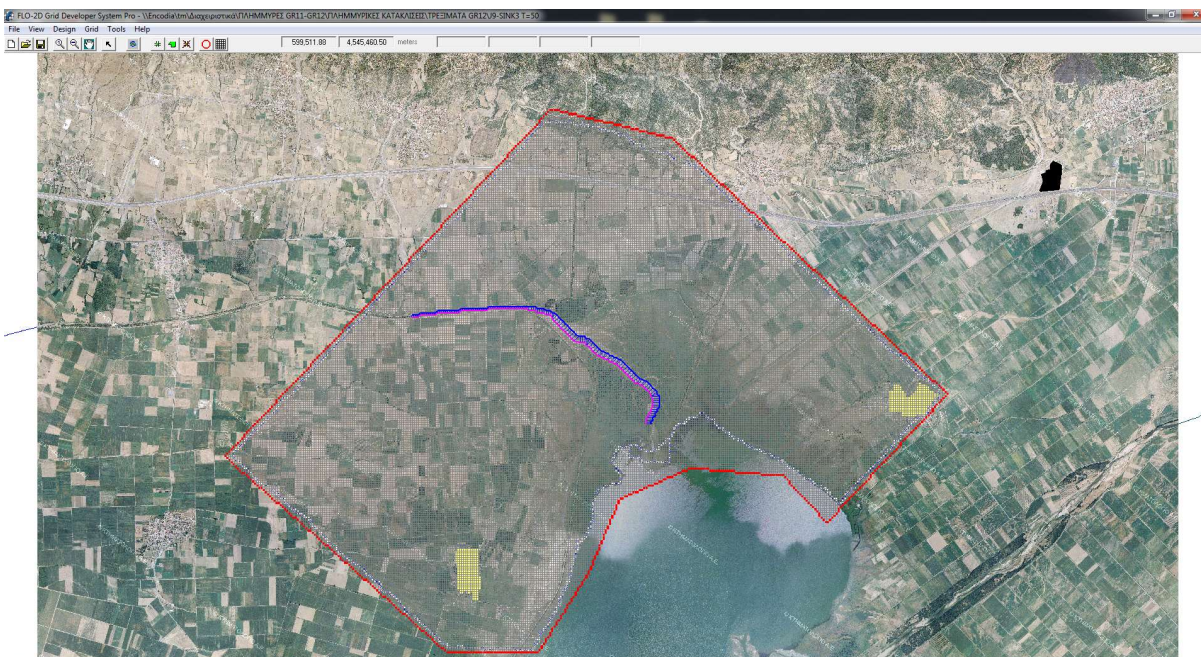 FLO-2D Grid Developer System Pro - \\Encodia\tm\Διαχειριστικά\ΠΛΗΜΜΥΡΕΣ GR11-GR12\ΠΛΗΜΜΥΡΙΚΕΣ ΚΑΤΑΚΛΙΣΕΙΣ\ΤΡΕΞΙΜΑΤΑ GR12\U9-SINK3 T=50
File View Design Grid Tools Help
599,511.88 4,545,460.50 meters